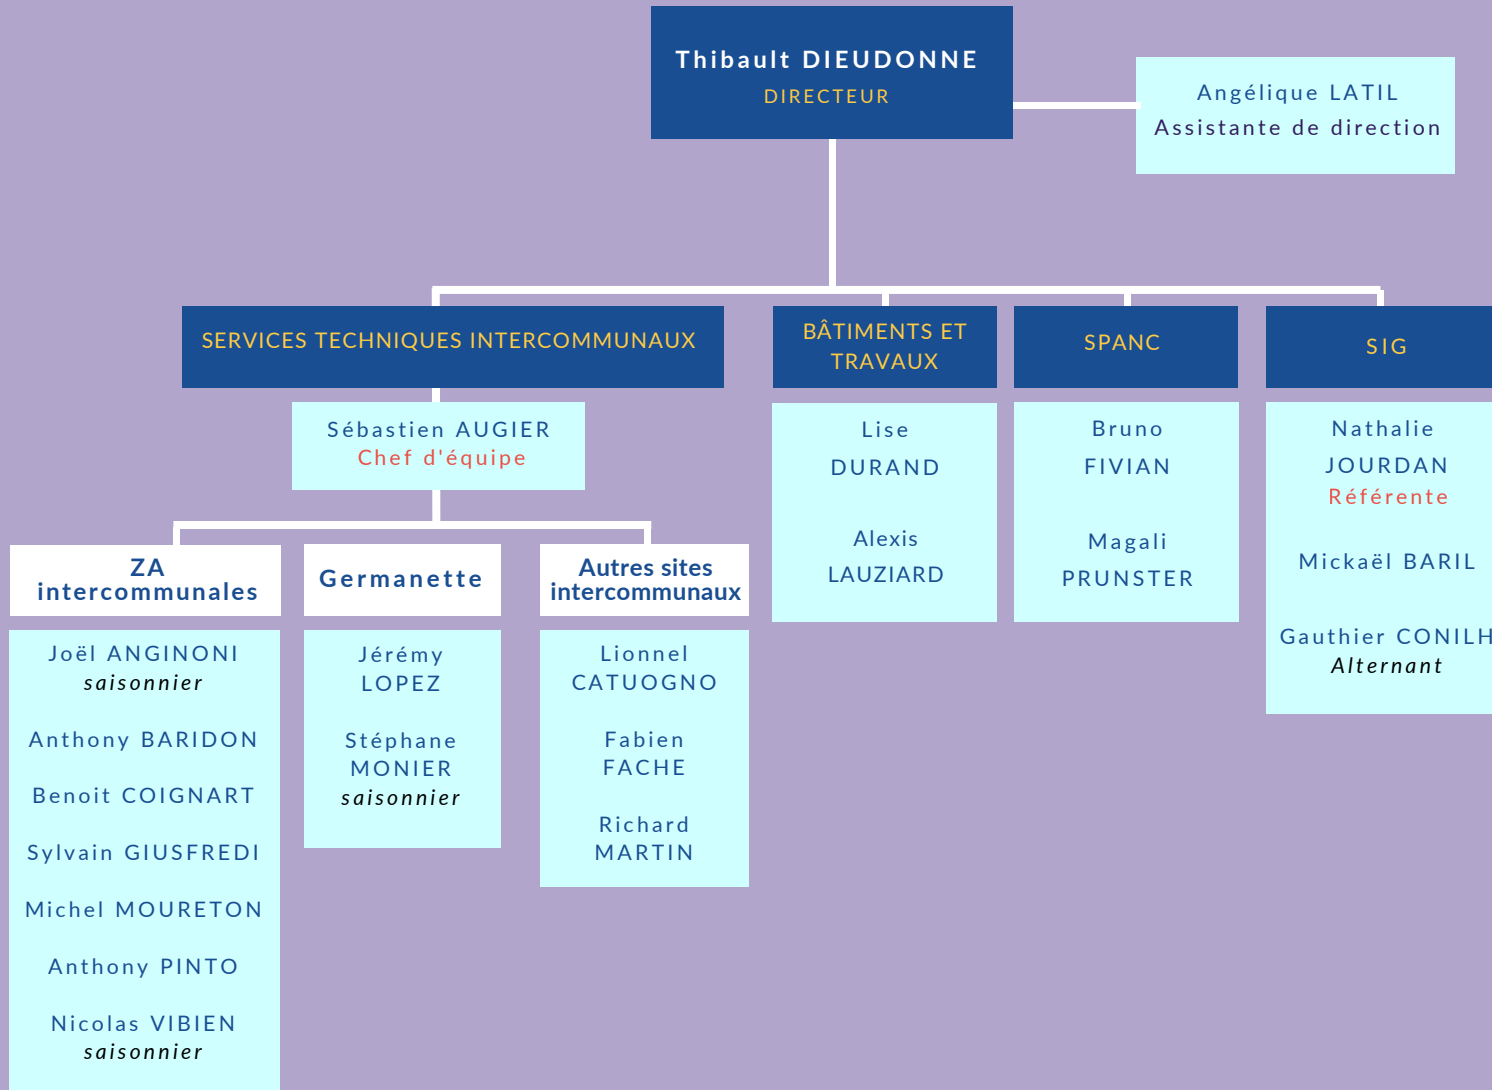 Thibault DIEUDONNE
DIRECTEUR
Angélique LATIL
Assistante de direction
SERVICES TECHNIQUES INTERCOMMUNAUX
Sébastien AUGIER
Chef d'équipe
ZA
intercommunales
Joël ANGINONI
saisonnier
Anthony BARIDON
Benoit COIGNART
Sylvain GIUSFREDI
Michel MOURETON
Anthony PINTO
Nicolas VIBIEN
saisonnier
Germanette
Jérémy
LOPEZ
Stéphane
MONIER
saisonnier
Autres sites
intercommunaux
Lionnel
CATUOGNO
Fabien
FACHE
Richard
MARTIN
BÂTIMENTS ET
TRAVAUX
Lise
DURAND
Alexis
LAUZIARD
SPANC
Bruno
FIVIAN
Magali
PRUNSTER
SIG
Nathalie
JOURDAN
Référente
Mickaël BARIL
Gauthier CONILH
Alternant